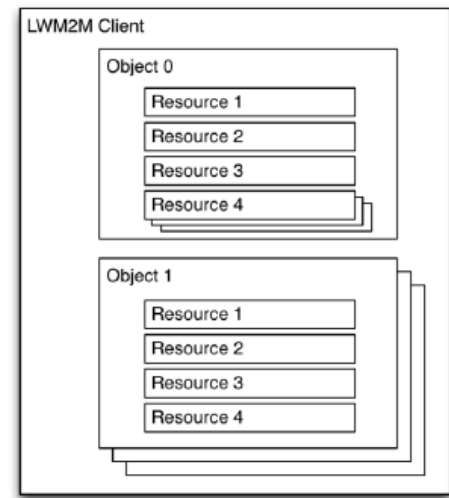 LWM2M Client
Object 0
Resource 1
Resource 2
Resource 3
Resource 4
Object 1
Resource 1
Resource 2
Resource 3
Resource 4